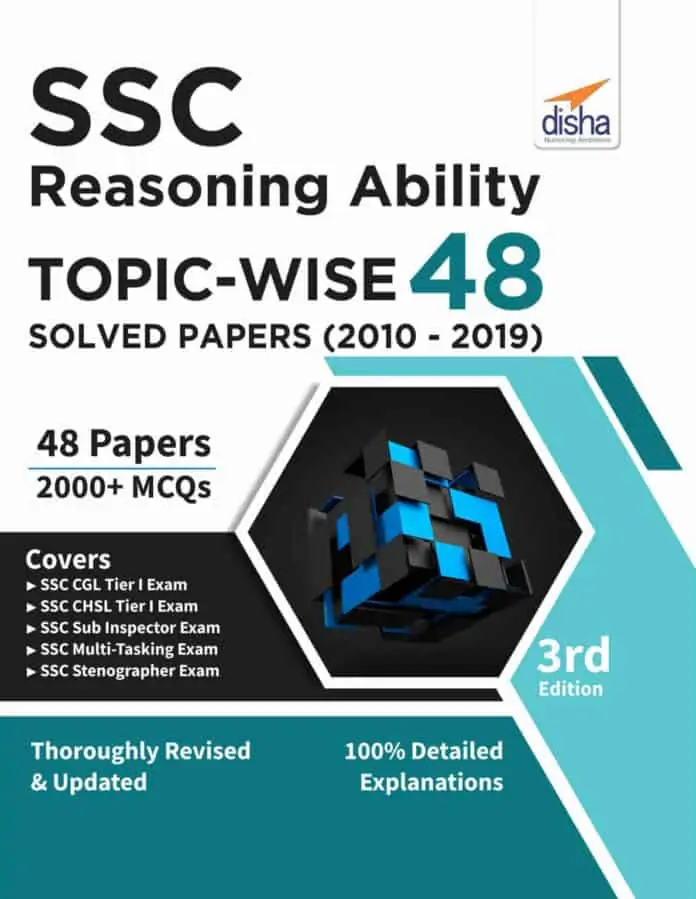 SSC
disha
Nurturing Ambitions
Reasoning Ability
TOPIC-WISE 48
SOLVED PAPERS (2010 - 2019)
48 Papers
2000+ MCQs
Covers
► SSC CGL Tier I Exam
► SSC CHSL Tier I Exam
► SSC Sub Inspector Exam
► SSC Multi-Tasking Exam
► SSC Stenographer Exam
3rd
Edition
Thoroughly Revised
& Updated
100% Detailed
Explanations